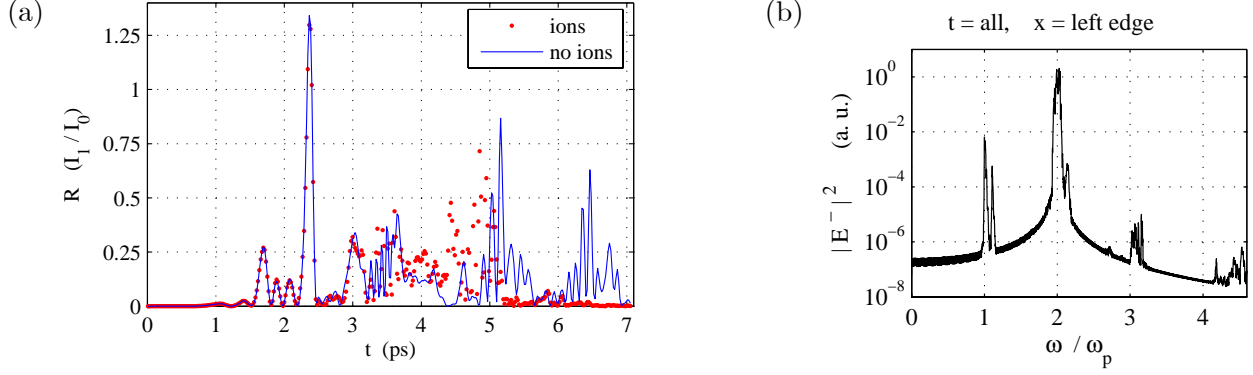 (a)
R (I₁ / I₀)
1.25
1
0.75
0.5
0.25
0
ions
no ions
0 1 2 3 4 5 6 7
t (ps)
(b)
t = all, x = left edge
| E⁻ | ² (a. u.)
10⁰
10⁻²
10⁻⁴
10⁻⁶
10⁻⁸
0 1 2 3 4
ω / ωₚ